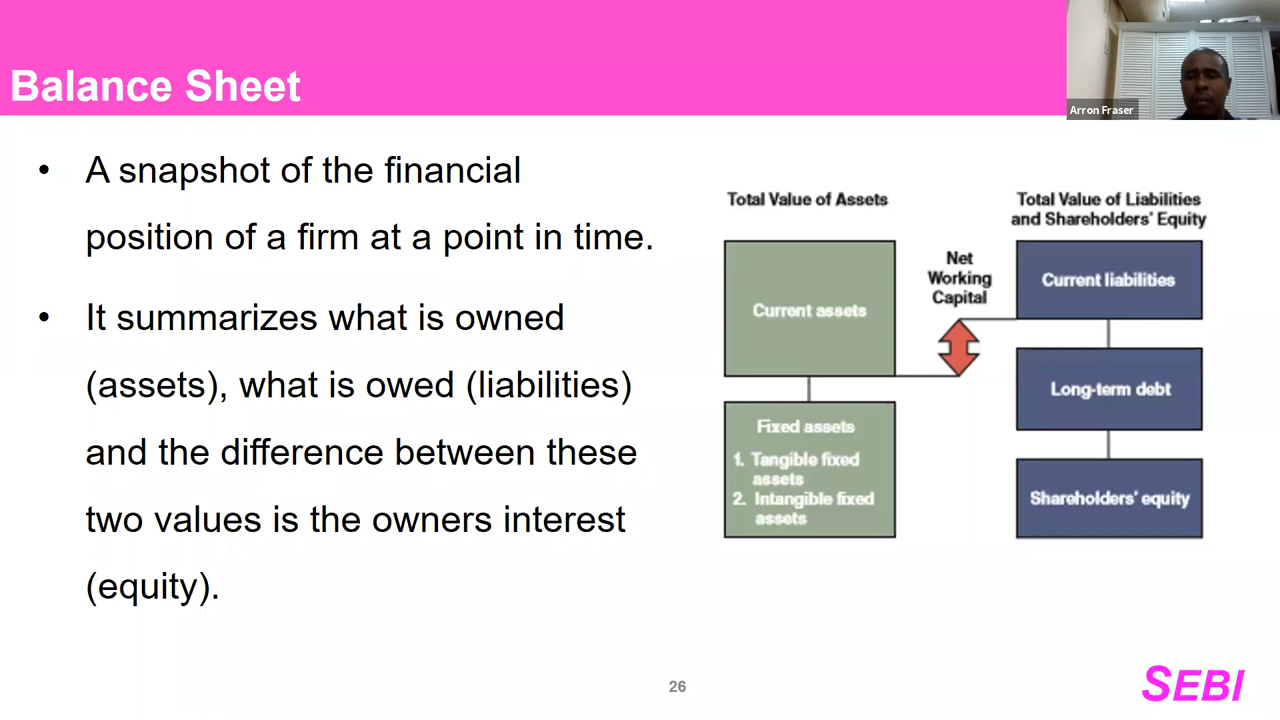 Balance Sheet
Arron Fraser
• A snapshot of the financial
position of a firm at a point in time.
• It summarizes what is owned
(assets), what is owed (liabilities)
and the difference between these
two values is the owners interest
(equity).
Total Value of Assets
Current assets
Fixed assets
1. Tangible fixed
assets
2. Intangible fixed
assets
Net
Working
Capital
Total Value of Liabilities
and Shareholders' Equity
Current liabilities
Long-term debt
Shareholders' equity
26
SEBI